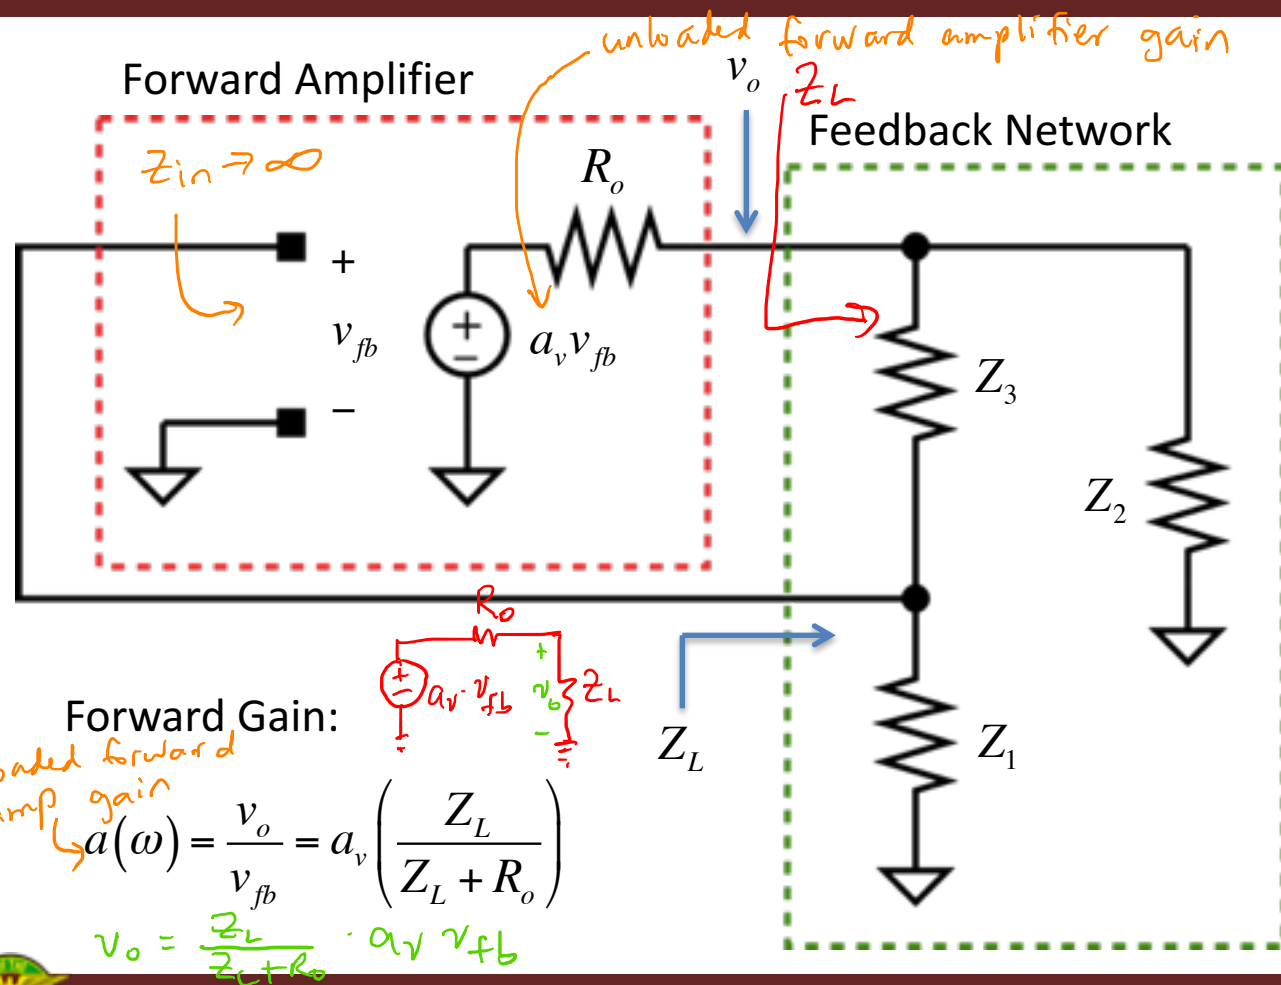 unloaded forward amplifier gain
Forward Amplifier
v_o
Z_L
Feedback Network
Z_in → ∞
R_o
+
v_fb
−
+
−
a_v v_fb
Z_3
Z_2
R_o
+
−
a_v · v_fb
+
v_o
−
Z_L
Forward Gain:
Z_L
Z_1
loaded forward
amp gain
a(ω) = v_o / v_fb = a_v ( Z_L / (Z_L + R_o) )
v_o = Z_L / (Z_L + R_o) · a_v v_fb